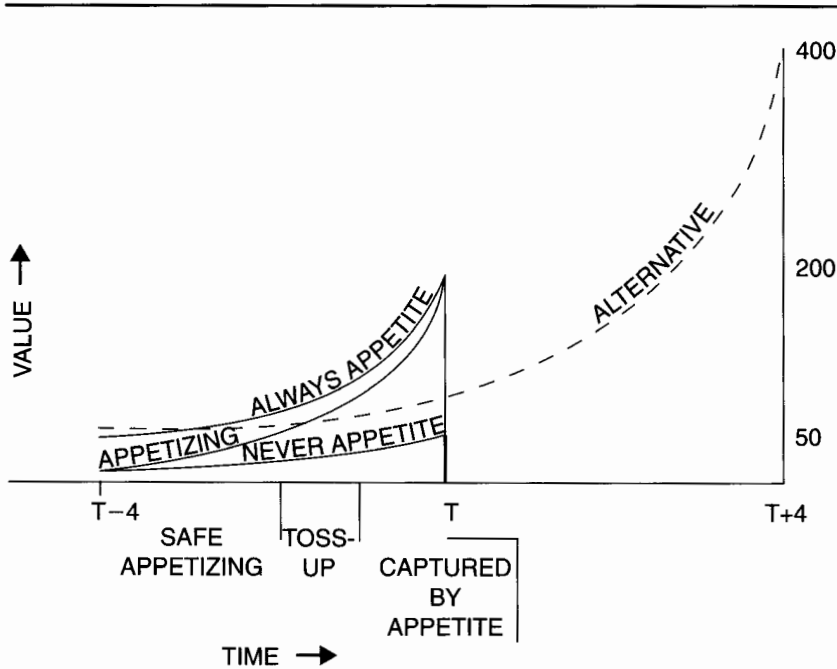 400
ALTERNATIVE
200
VALUE →
ALWAYS APPETITE
APPETIZING
NEVER APPETITE
50
T−4
T
T+4
SAFE
APPETIZING
TOSS-
UP
CAPTURED
BY
APPETITE
TIME →